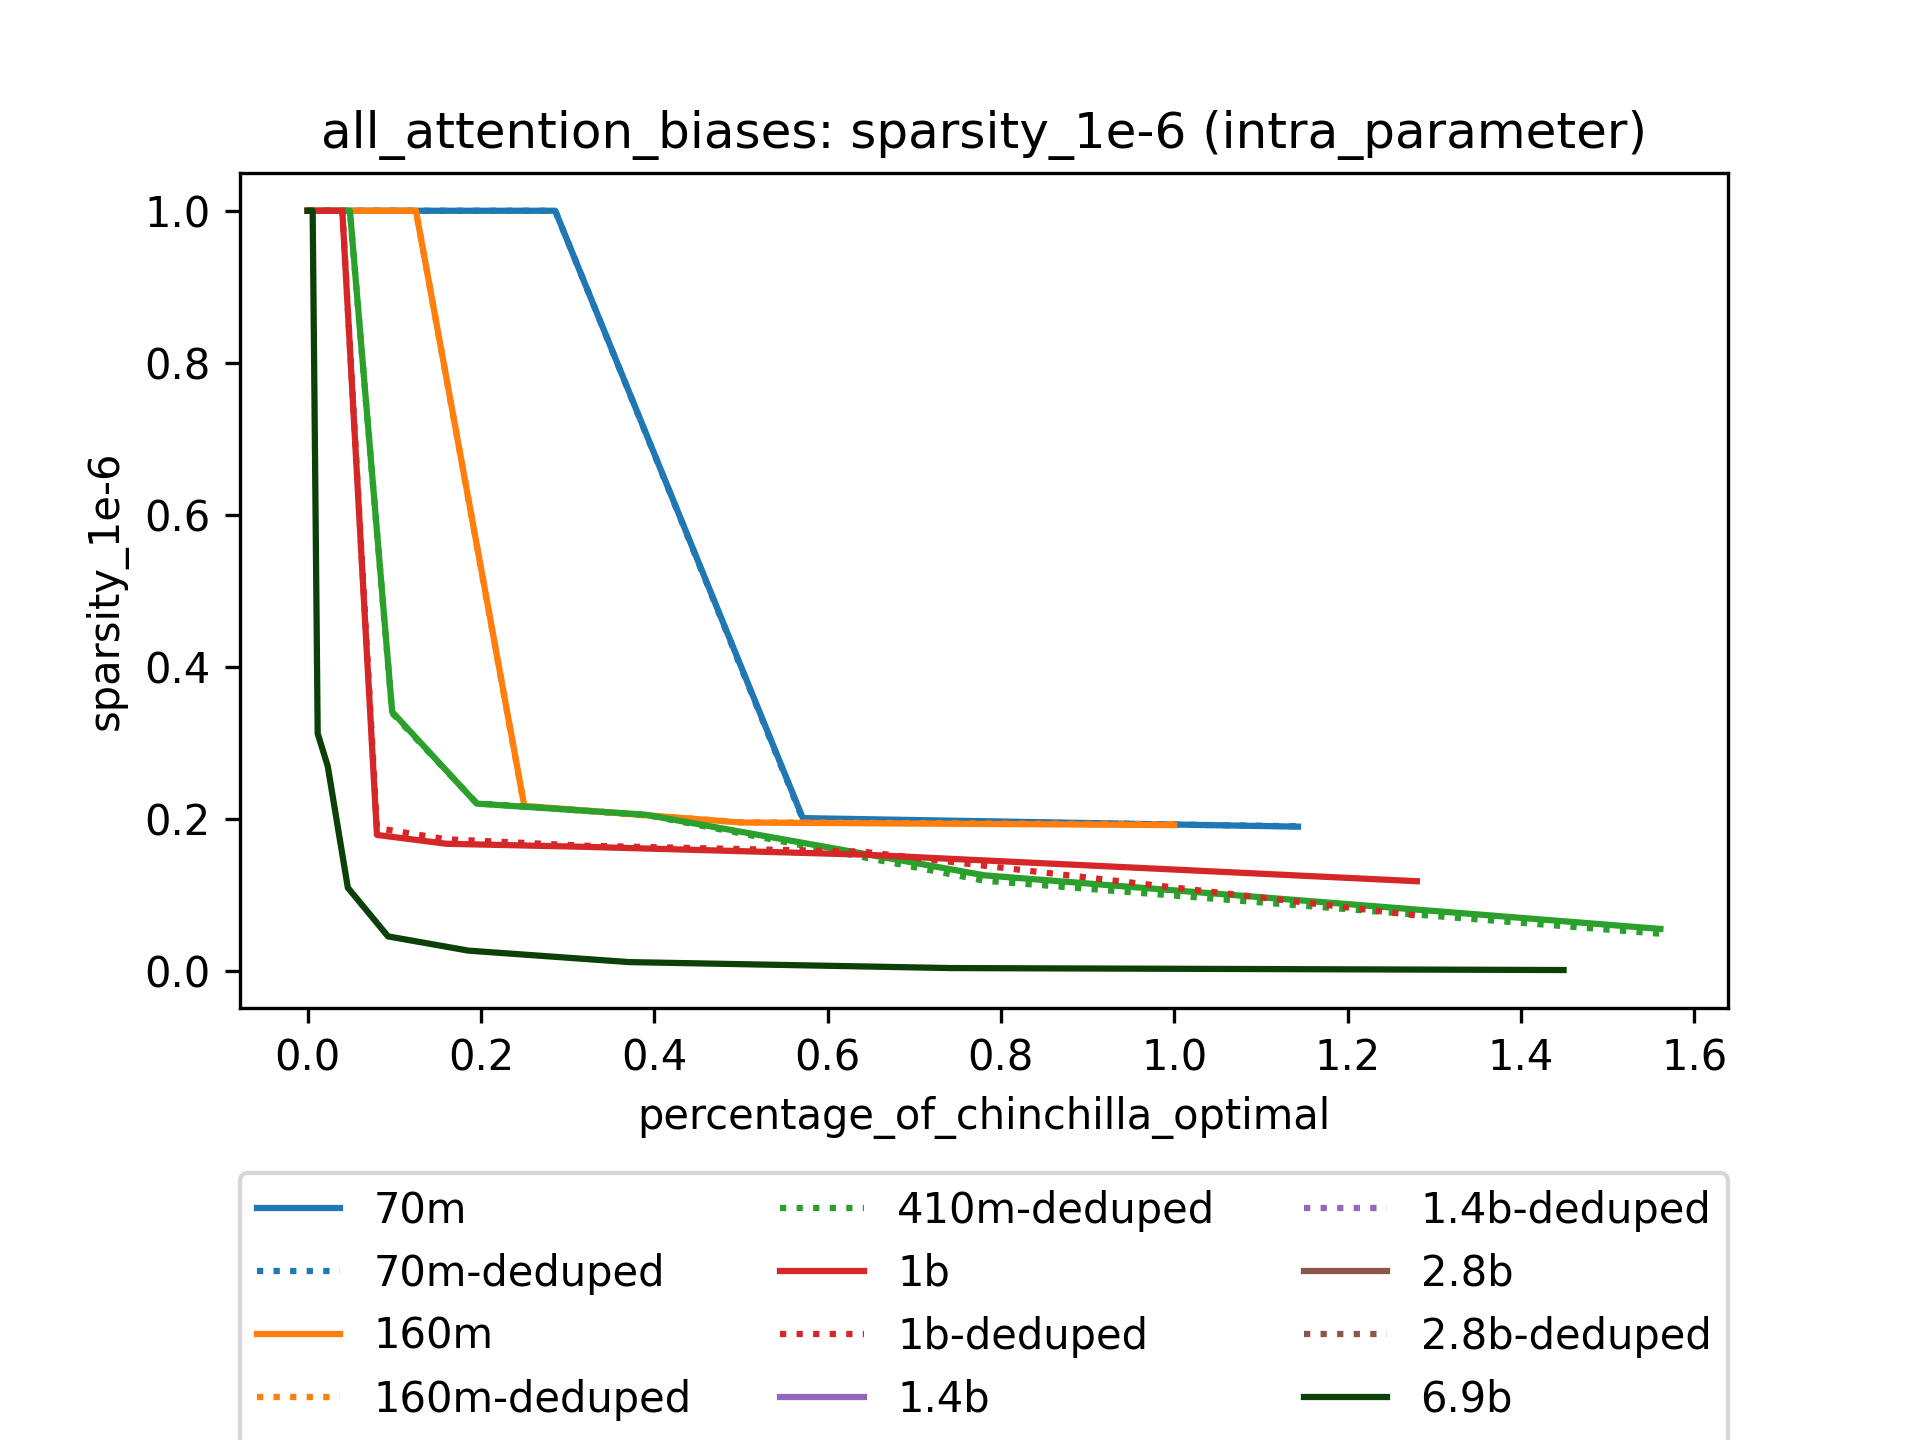 all_attention_biases: sparsity_1e-6 (intra_parameter)
1.0
0.8
0.6
0.4
0.2
0.0
sparsity_1e-6
0.0 0.2 0.4 0.6 0.8 1.0 1.2 1.4 1.6
percentage_of_chinchilla_optimal
70m
70m-deduped
160m
160m-deduped
410m-deduped
1b
1b-deduped
1.4b
1.4b-deduped
2.8b
2.8b-deduped
6.9b